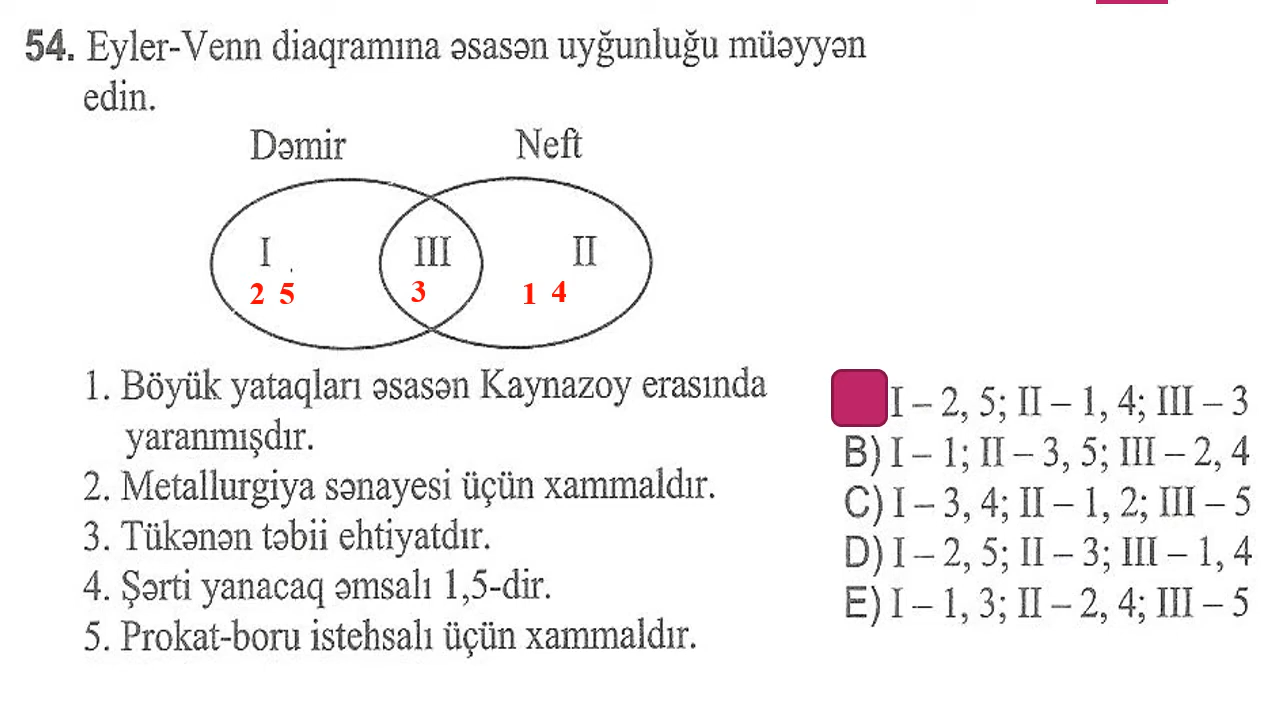 54. Eyler-Venn diaqramına əsasən uyğunluğu müəyyən
edin.
Dəmir Neft
I III II
2 5 3 1 4
1. Böyük yataqları əsasən Kaynazoy erasında
yaranmışdır.
2. Metallurgiya sənayesi üçün xammaldır.
3. Tükənən təbii ehtiyatdır.
4. Şərti yanacaq əmsalı 1,5-dir.
5. Prokat-boru istehsalı üçün xammaldır.
I – 2, 5; II – 1, 4; III – 3
B) I – 1; II – 3, 5; III – 2, 4
C) I – 3, 4; II – 1, 2; III – 5
D) I – 2, 5; II – 3; III – 1, 4
E) I – 1, 3; II – 2, 4; III – 5